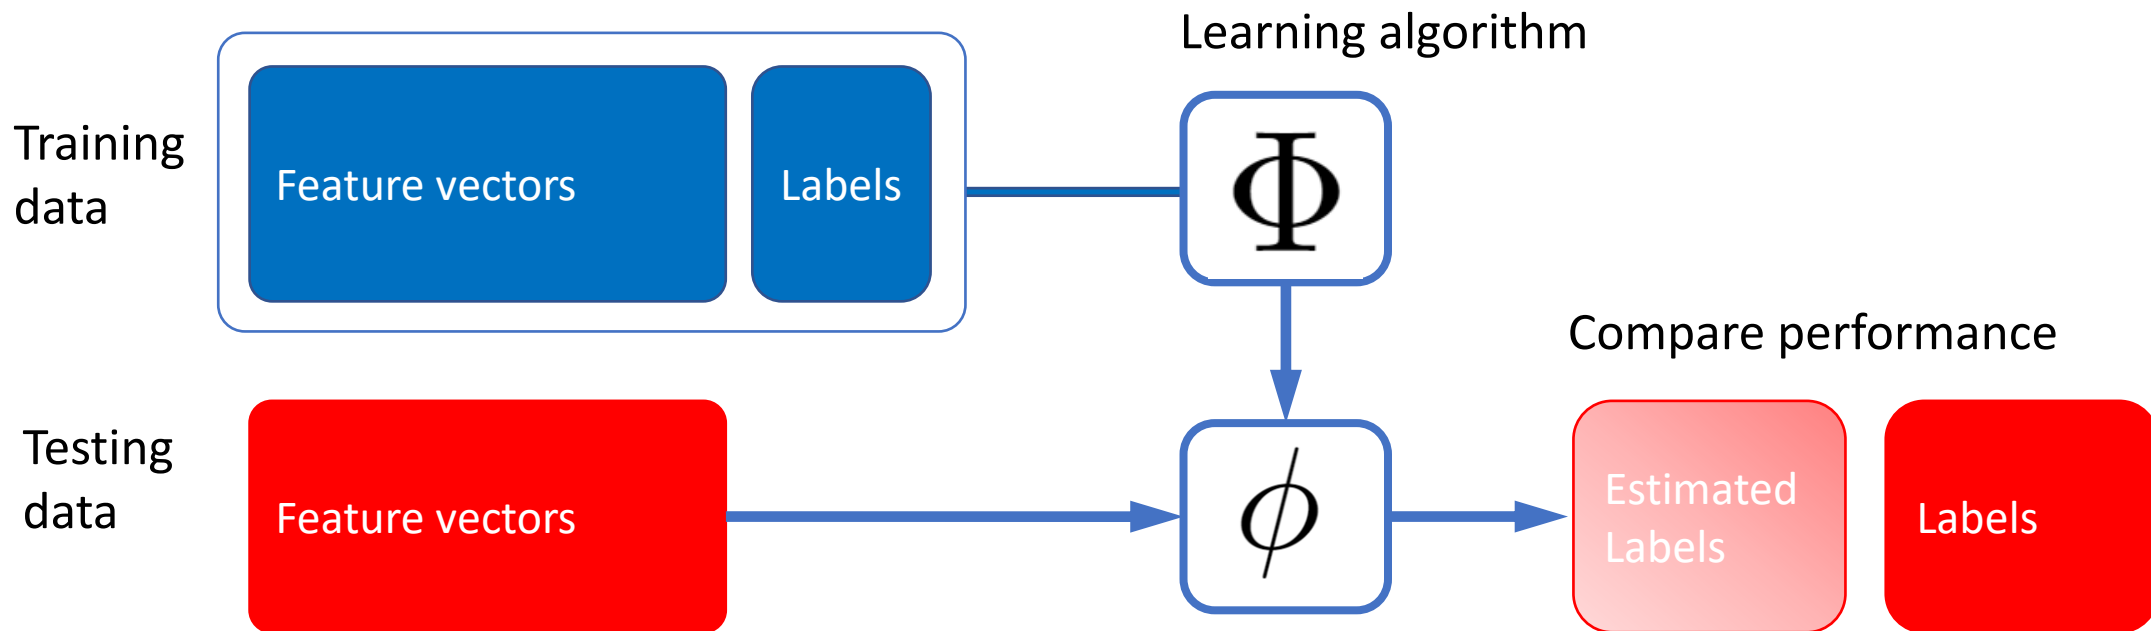 Learning algorithm
Training
data
Feature vectors
Labels
Φ
Compare performance
Testing
data
Feature vectors
ϕ
Estimated
Labels
Labels